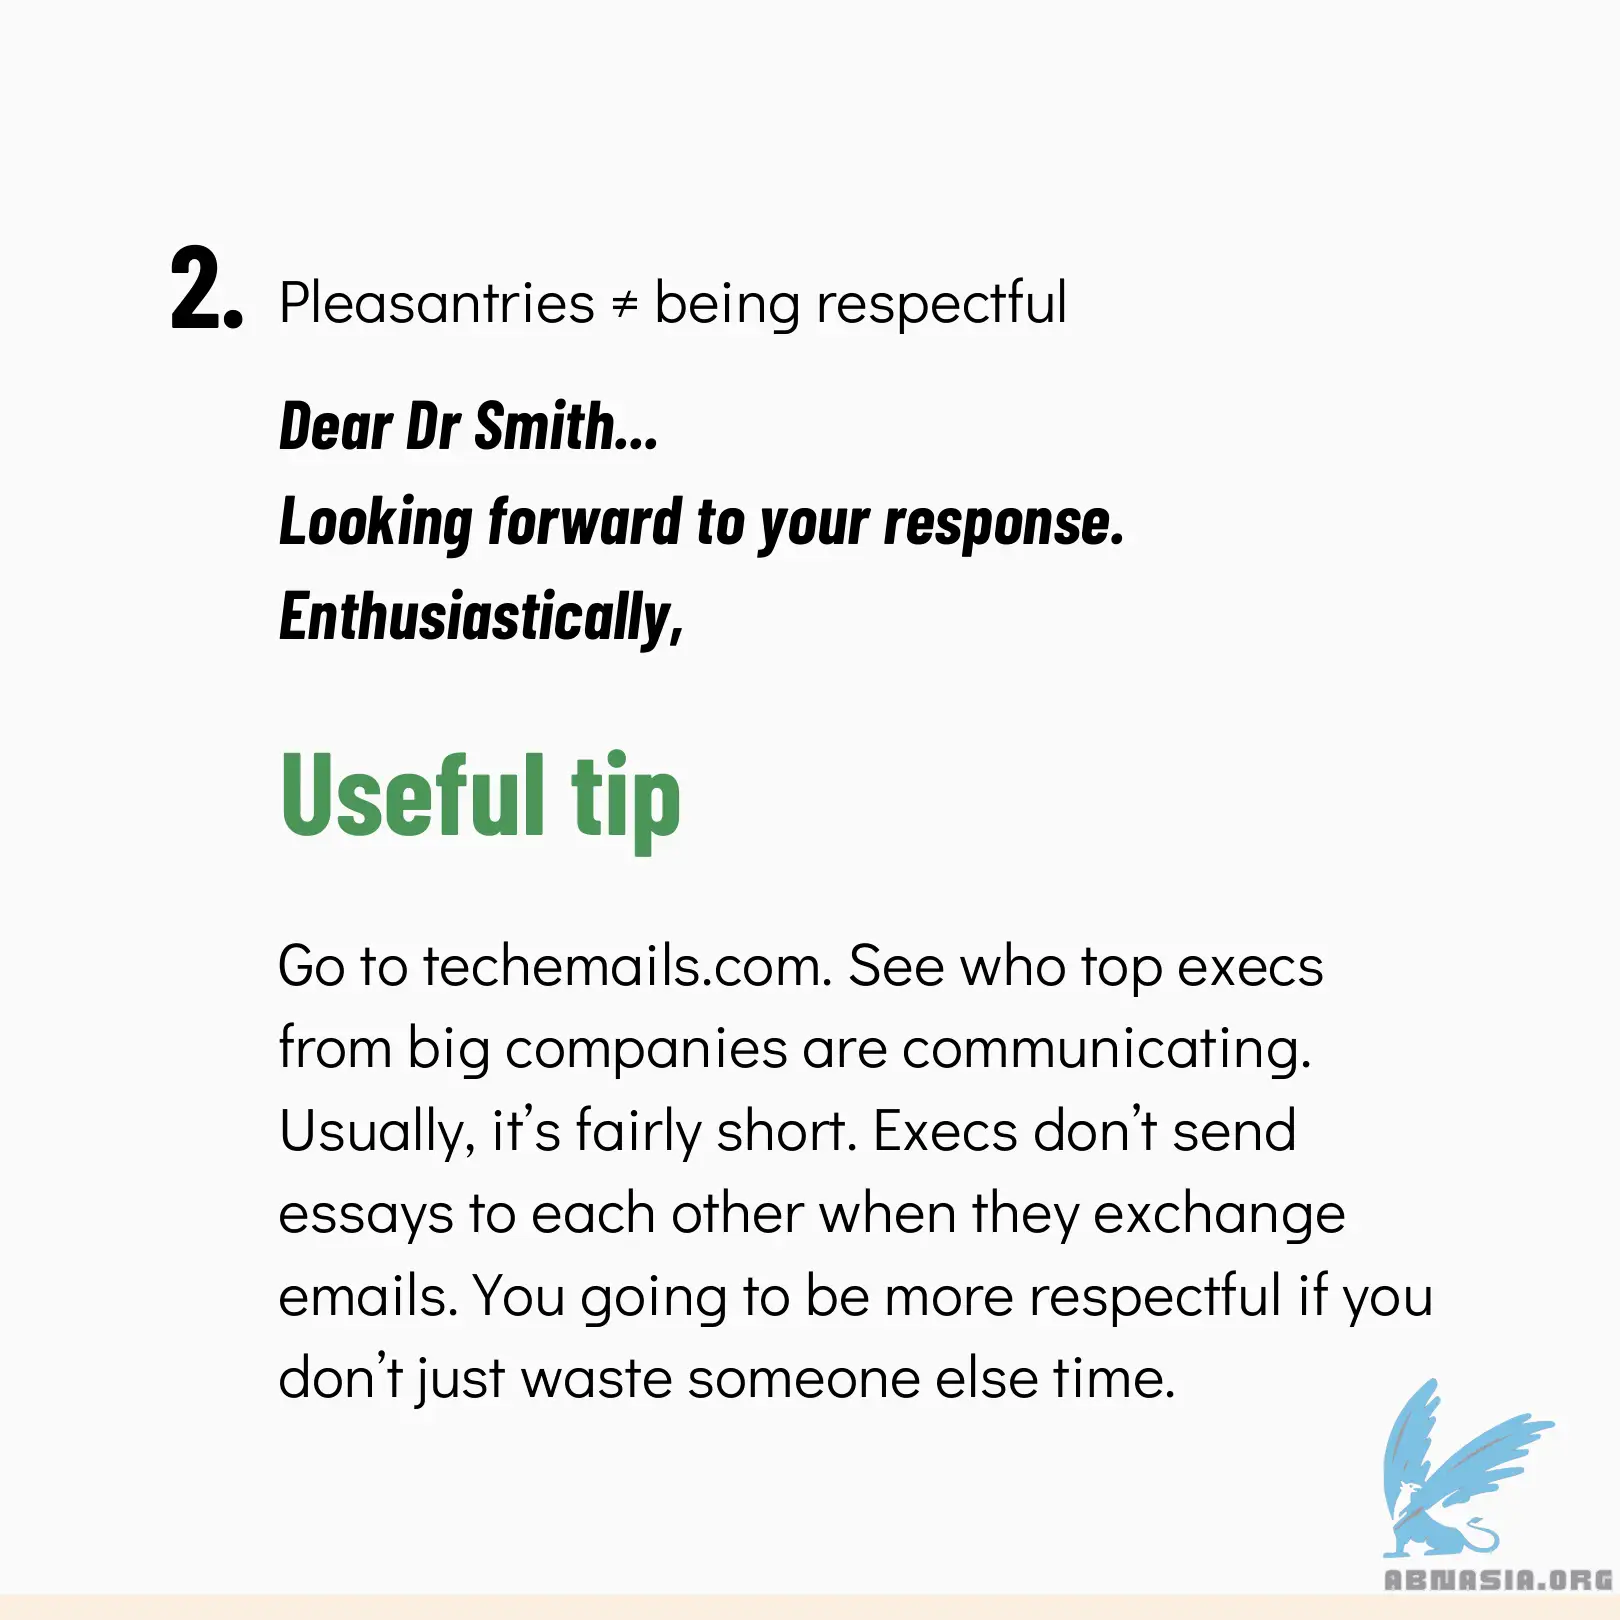 2. Pleasantries ≠ being respectful
Dear Dr Smith...
Looking forward to your response.
Enthusiastically,
Useful tip
Go to techemails.com. See who top execs
from big companies are communicating.
Usually, it’s fairly short. Execs don’t send
essays to each other when they exchange
emails. You going to be more respectful if you
don’t just waste someone else time.
ABNASIA.ORG